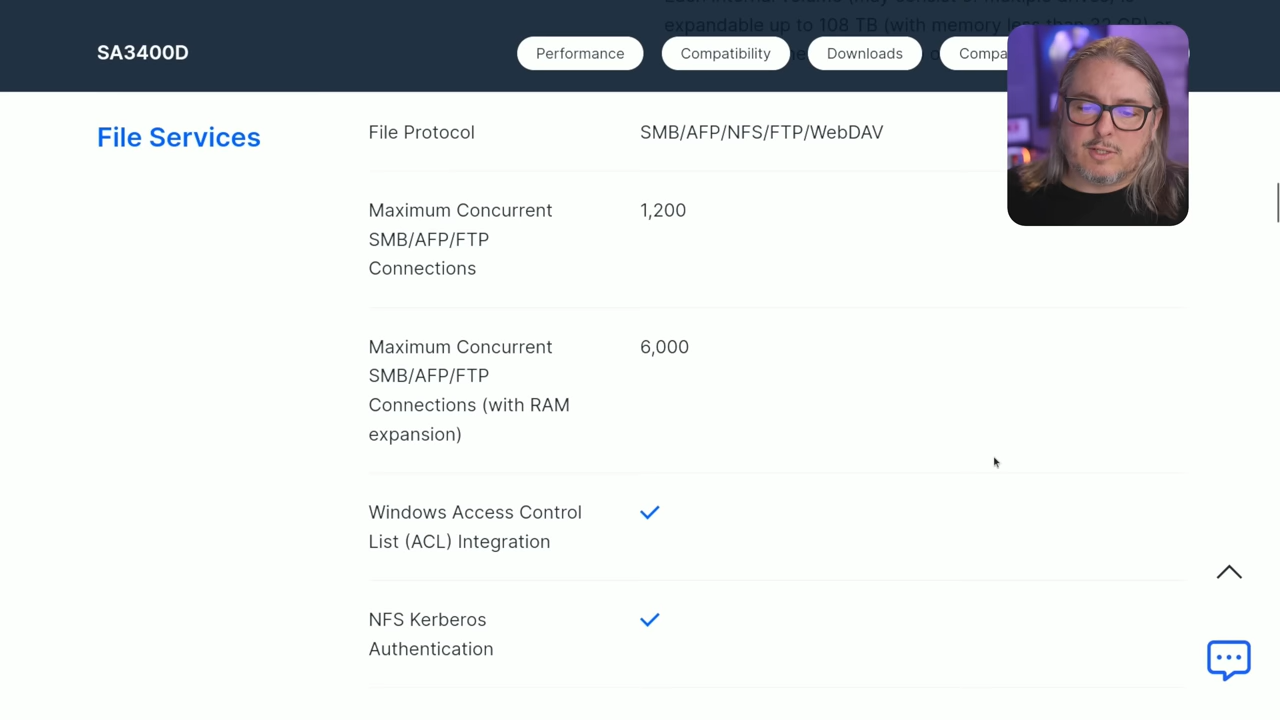 expandable up to 108 TB (with memory less than 32 GB) or
SA3400D
Performance
Compatibility
Downloads
Compa
File Services
File Protocol
SMB/AFP/NFS/FTP/WebDAV
Maximum Concurrent
SMB/AFP/FTP
Connections
1,200
Maximum Concurrent
SMB/AFP/FTP
Connections (with RAM
expansion)
6,000
Windows Access Control
List (ACL) Integration
NFS Kerberos
Authentication